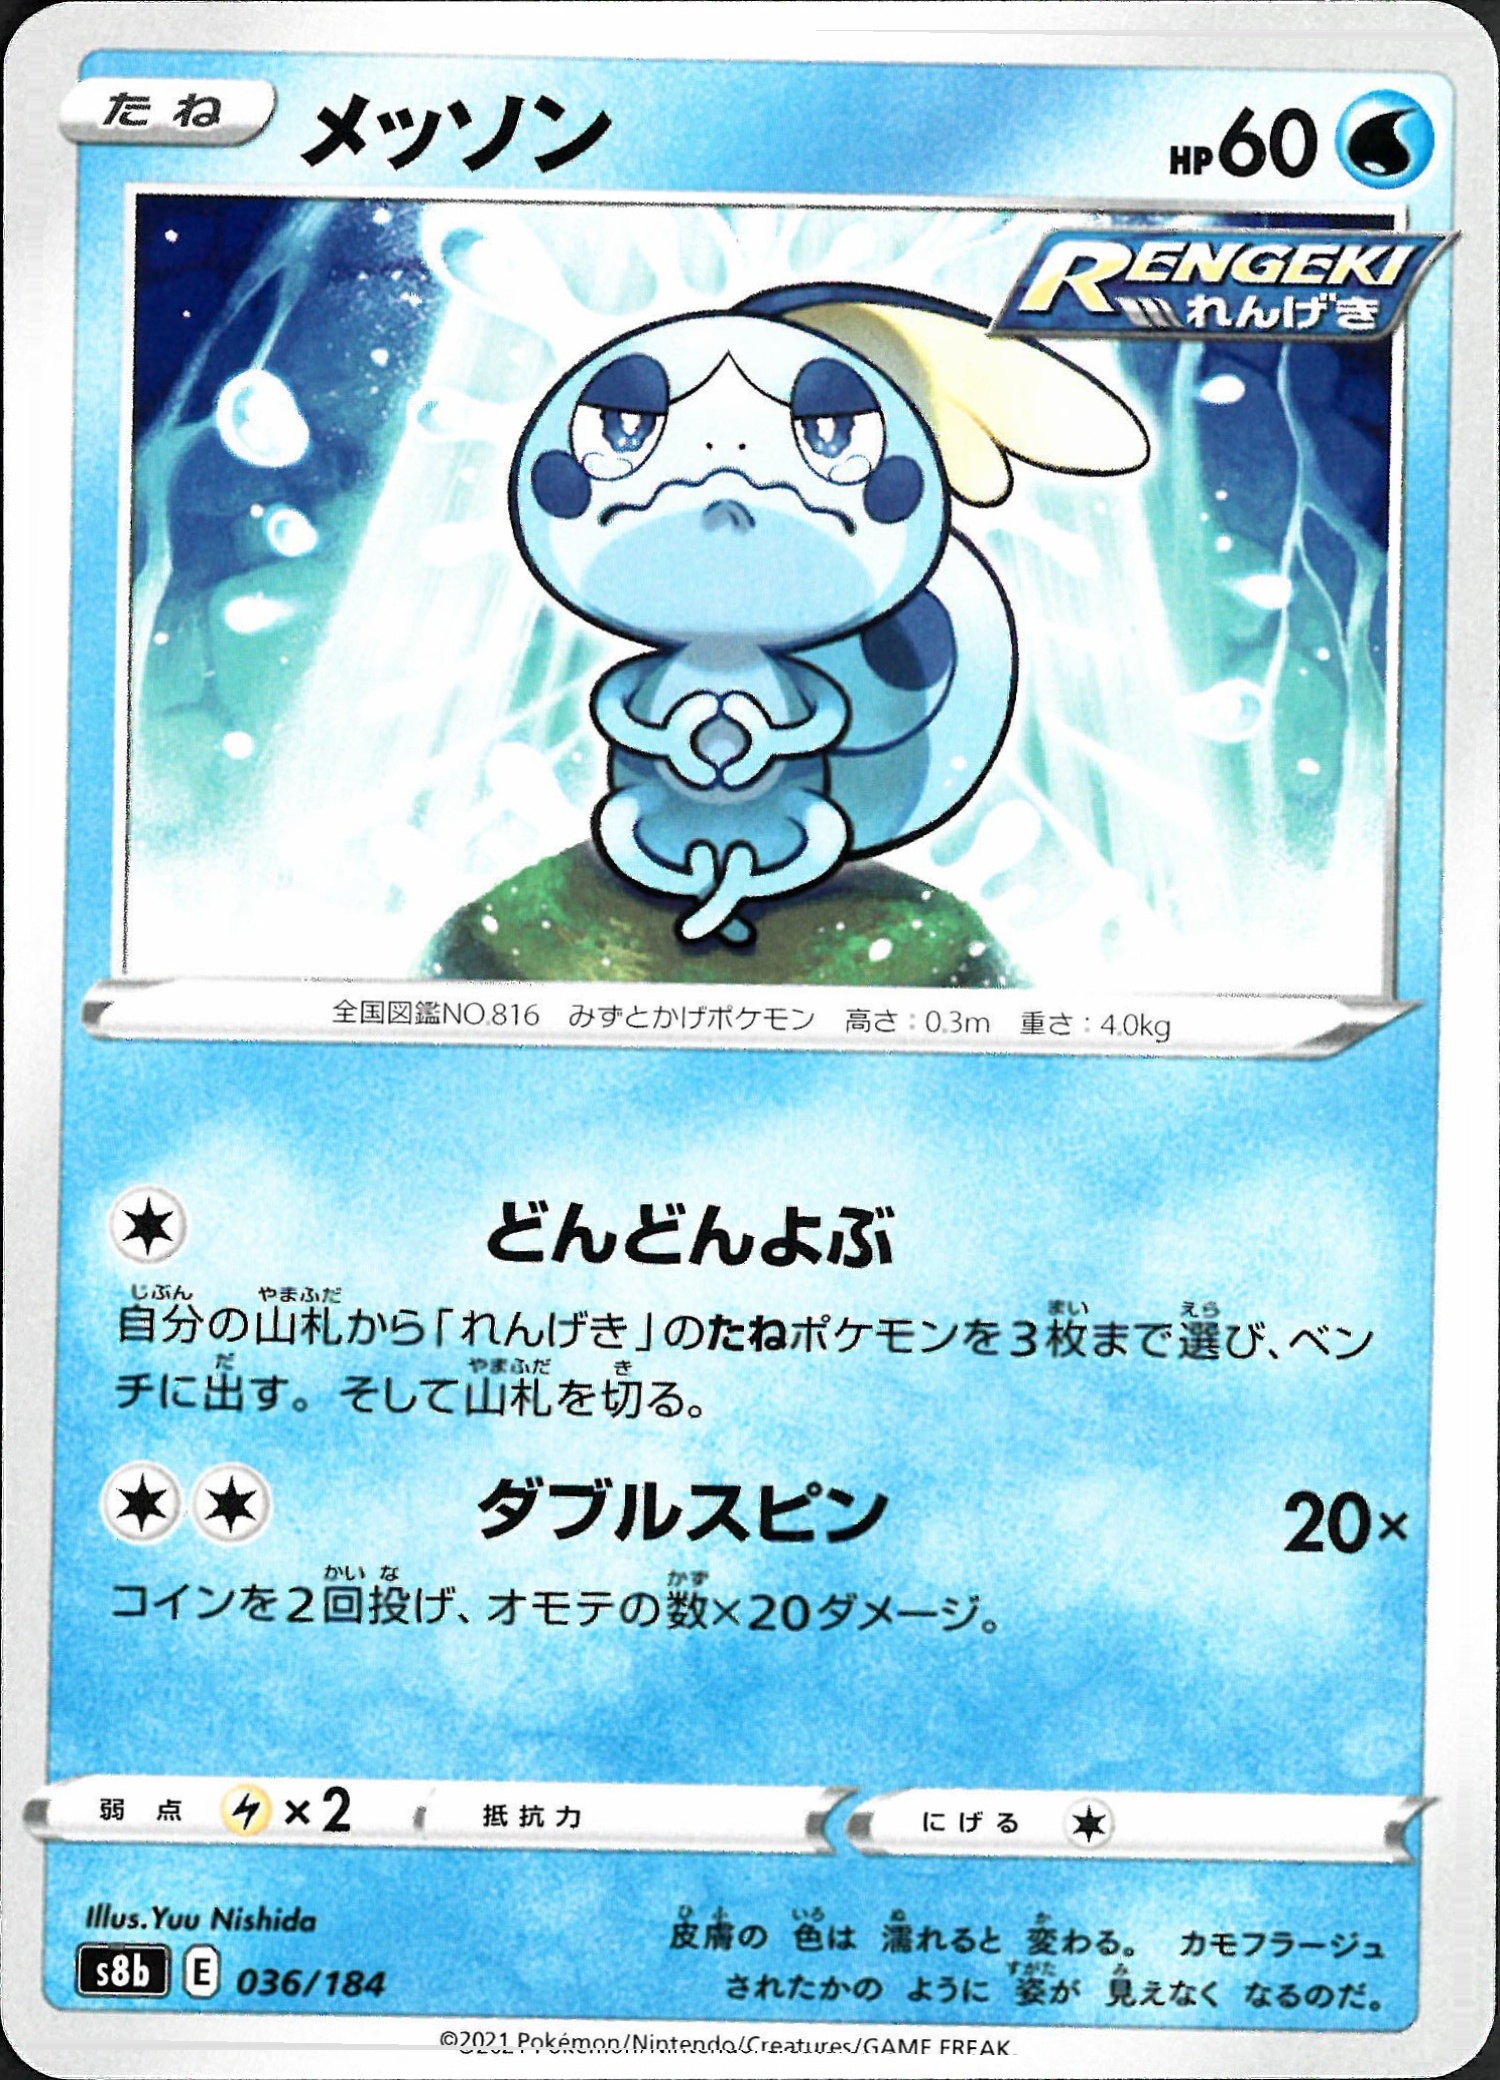 たね メッソン HP60
RENGEKI
れんげき
全国図鑑NO.816 みずとかげポケモン 高さ:0.3m 重さ:4.0kg
どんどんよぶ
自分の山札から「れんげき」のたねポケモンを3枚まで選び、ベン
チに出す。そして山札を切る。
ダブルスピン 20×
コインを2回投げ、オモテの数×20ダメージ。
弱点 ×2 抵抗力 にげる
Illus. Yuu Nishida
s8b E 036/184
皮膚の 色は 濡れると 変わる。 カモフラージュ
されたかの ように 姿が 見えなく なるのだ。
©2021 Pokémon/Nintendo/Creatures/GAME FREAK.